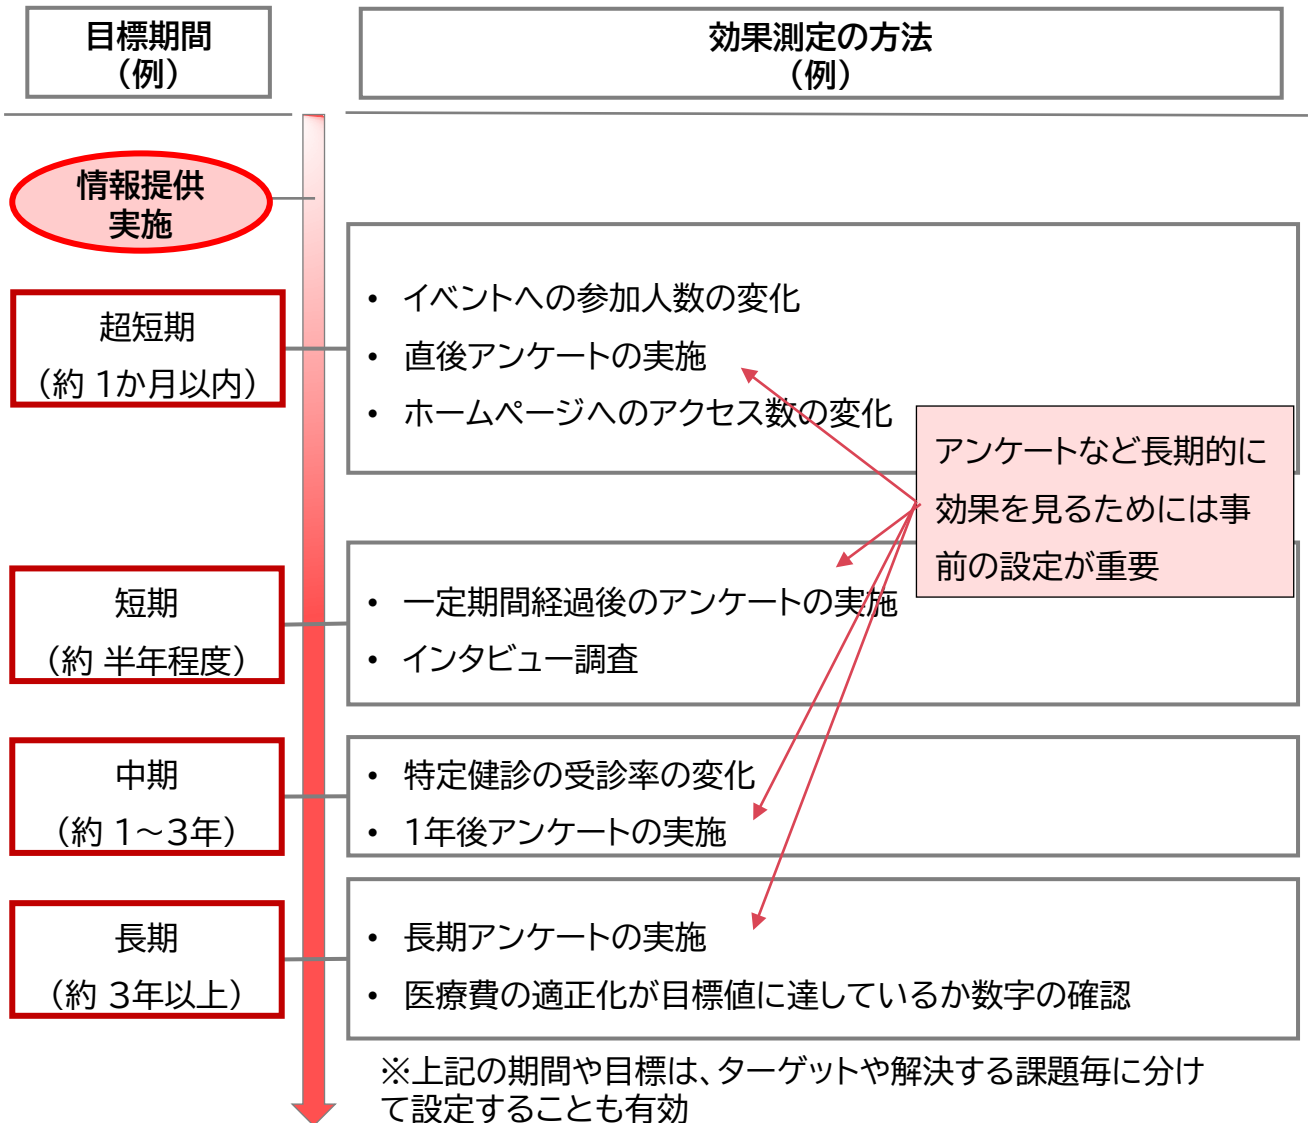 目標期間
（例）
効果測定の方法
（例）
情報提供
実施
超短期
（約 1か月以内）
・ イベントへの参加人数の変化
・ 直後アンケートの実施
・ ホームページへのアクセス数の変化
アンケートなど長期的に
効果を見るためには事
前の設定が重要
短期
（約 半年程度）
・ 一定期間経過後のアンケートの実施
・ インタビュー調査
中期
（約 1～3年）
・ 特定健診の受診率の変化
・ 1年後アンケートの実施
長期
（約 3年以上）
・ 長期アンケートの実施
・ 医療費の適正化が目標値に達しているか数字の確認
※上記の期間や目標は、ターゲットや解決する課題毎に分け
て設定することも有効